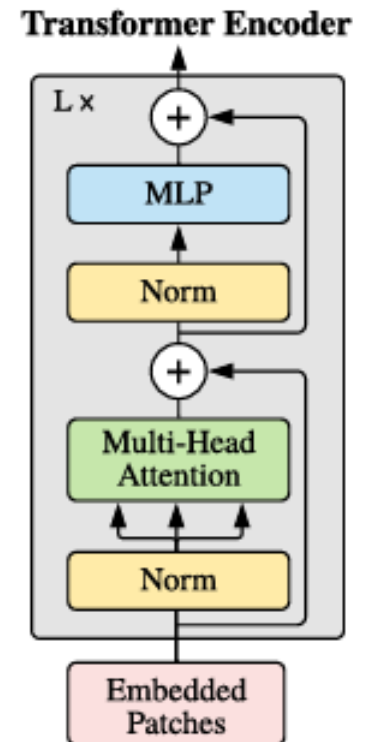 Transformer Encoder
L ×
+
MLP
Norm
+
Multi-Head
Attention
Norm
Embedded
Patches